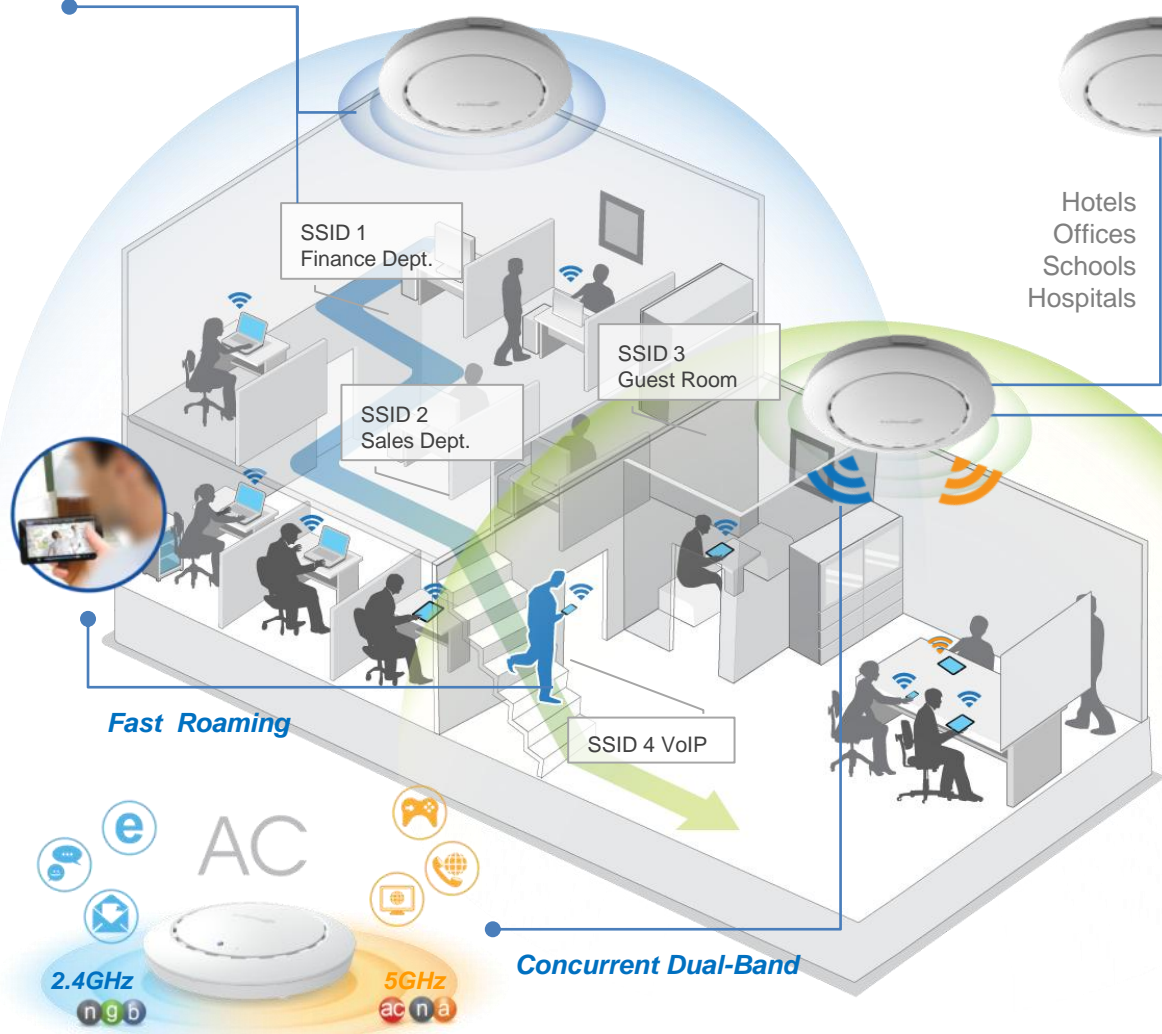 Hotels
Offices
Schools
Hospitals
SSID 1
Finance Dept.
SSID 3
Guest Room
SSID 2
Sales Dept.
Fast  Roaming
SSID 4 VoIP
e
AC
Concurrent Dual-Band
2.4GHz
5GHz
n g b
ac n a